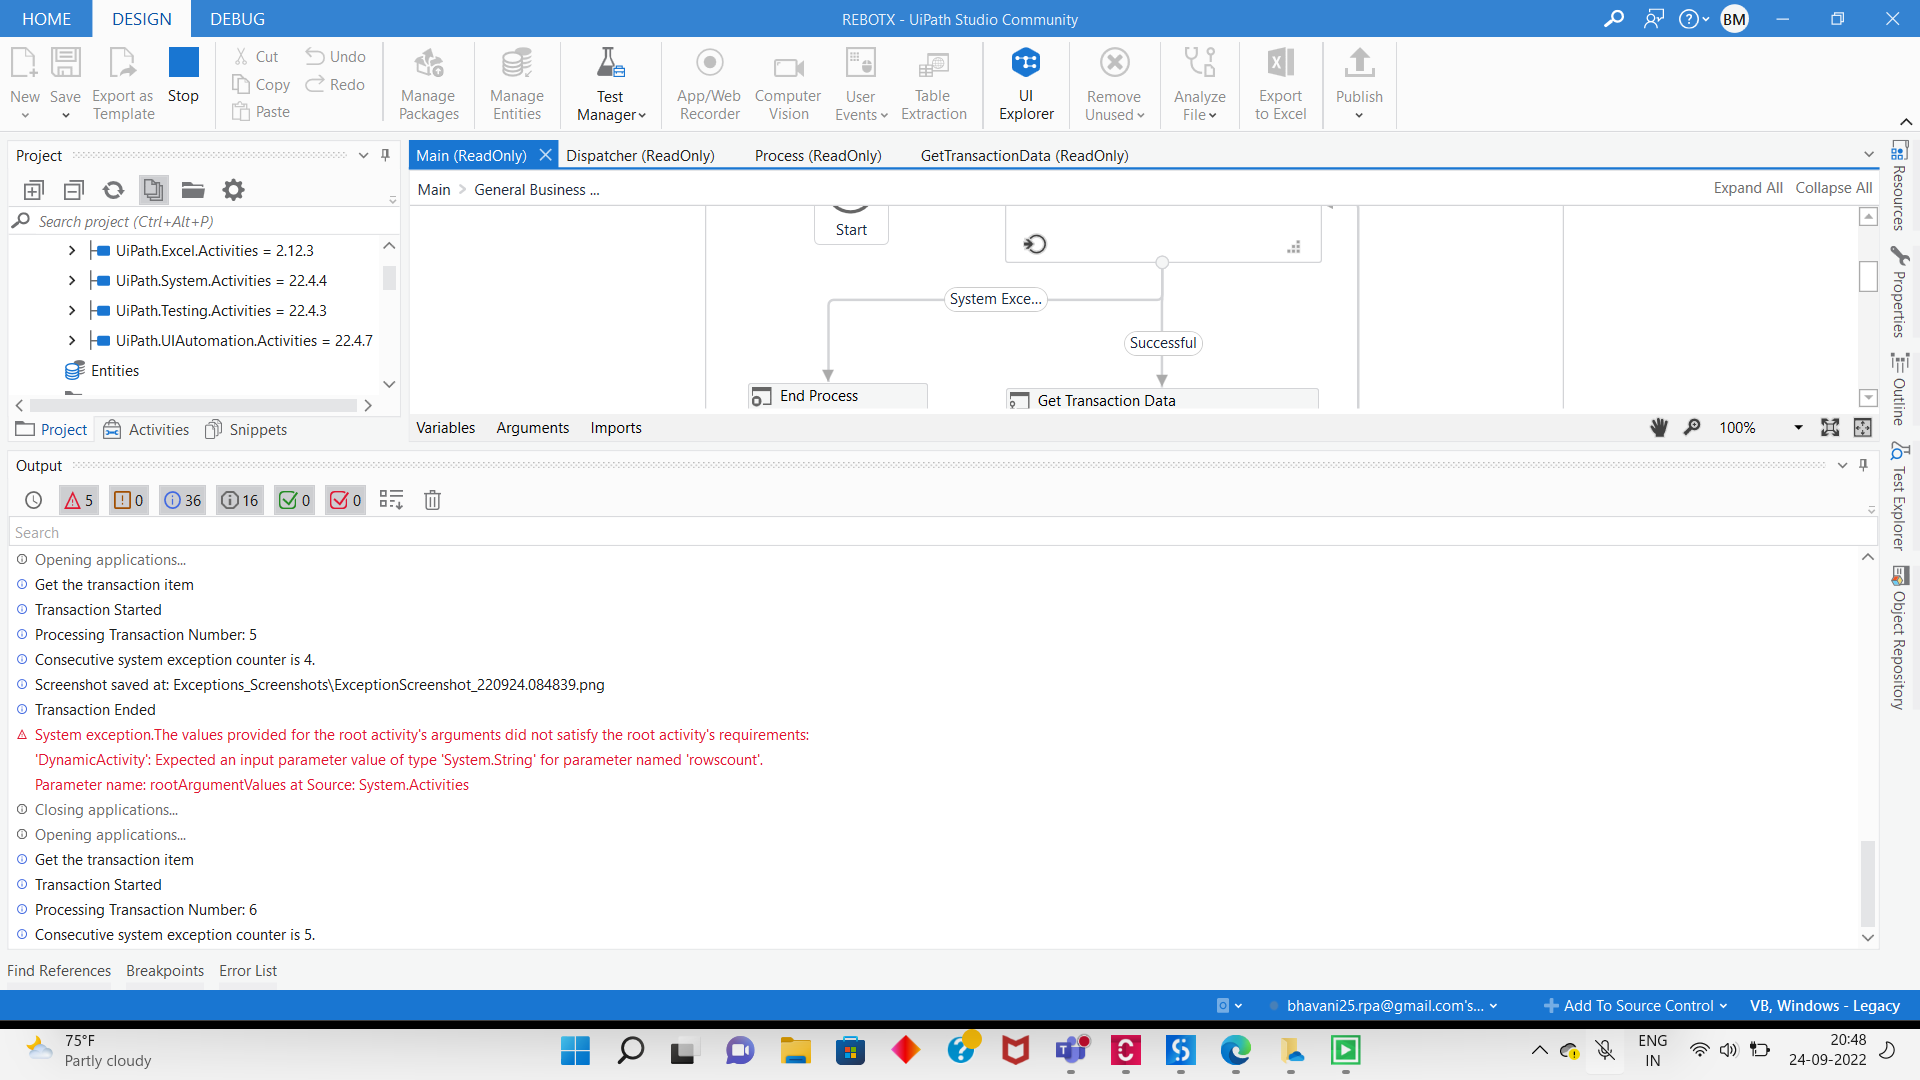 HOME DESIGN DEBUG REBOTX - UiPath Studio Community BM
New Save Export as Template Stop Cut Copy Paste Undo Redo Manage Packages Manage Entities Test Manager App/Web Recorder Computer Vision User Events Table Extraction UI Explorer Remove Unused Analyze File Export to Excel Publish
Project
Search project (Ctrl+Alt+P)
UiPath.Excel.Activities = 2.12.3
UiPath.System.Activities = 22.4.4
UiPath.Testing.Activities = 22.4.3
UiPath.UIAutomation.Activities = 22.4.7
Entities
Project Activities Snippets
Main (ReadOnly) Dispatcher (ReadOnly) Process (ReadOnly) GetTransactionData (ReadOnly)
Main > General Business ... Expand All Collapse All
Start
System Exce...
Successful
End Process
Get Transaction Data
Variables Arguments Imports 100%
Resources
Properties
Outline
Test Explorer
Object Repository
Output
5 0 36 16 0 0
Search
Opening applications...
Get the transaction item
Transaction Started
Processing Transaction Number: 5
Consecutive system exception counter is 4.
Screenshot saved at: Exceptions_Screenshots\ExceptionScreenshot_220924.084839.png
Transaction Ended
System exception.The values provided for the root activity's arguments did not satisfy the root activity's requirements:
'DynamicActivity': Expected an input parameter value of type 'System.String' for parameter named 'rowscount'.
Parameter name: rootArgumentValues at Source: System.Activities
Closing applications...
Opening applications...
Get the transaction item
Transaction Started
Processing Transaction Number: 6
Consecutive system exception counter is 5.
Find References Breakpoints Error List
bhavani25.rpa@gmail.com's... Add To Source Control VB, Windows - Legacy
75°F
Partly cloudy
ENG
IN
20:48
24-09-2022